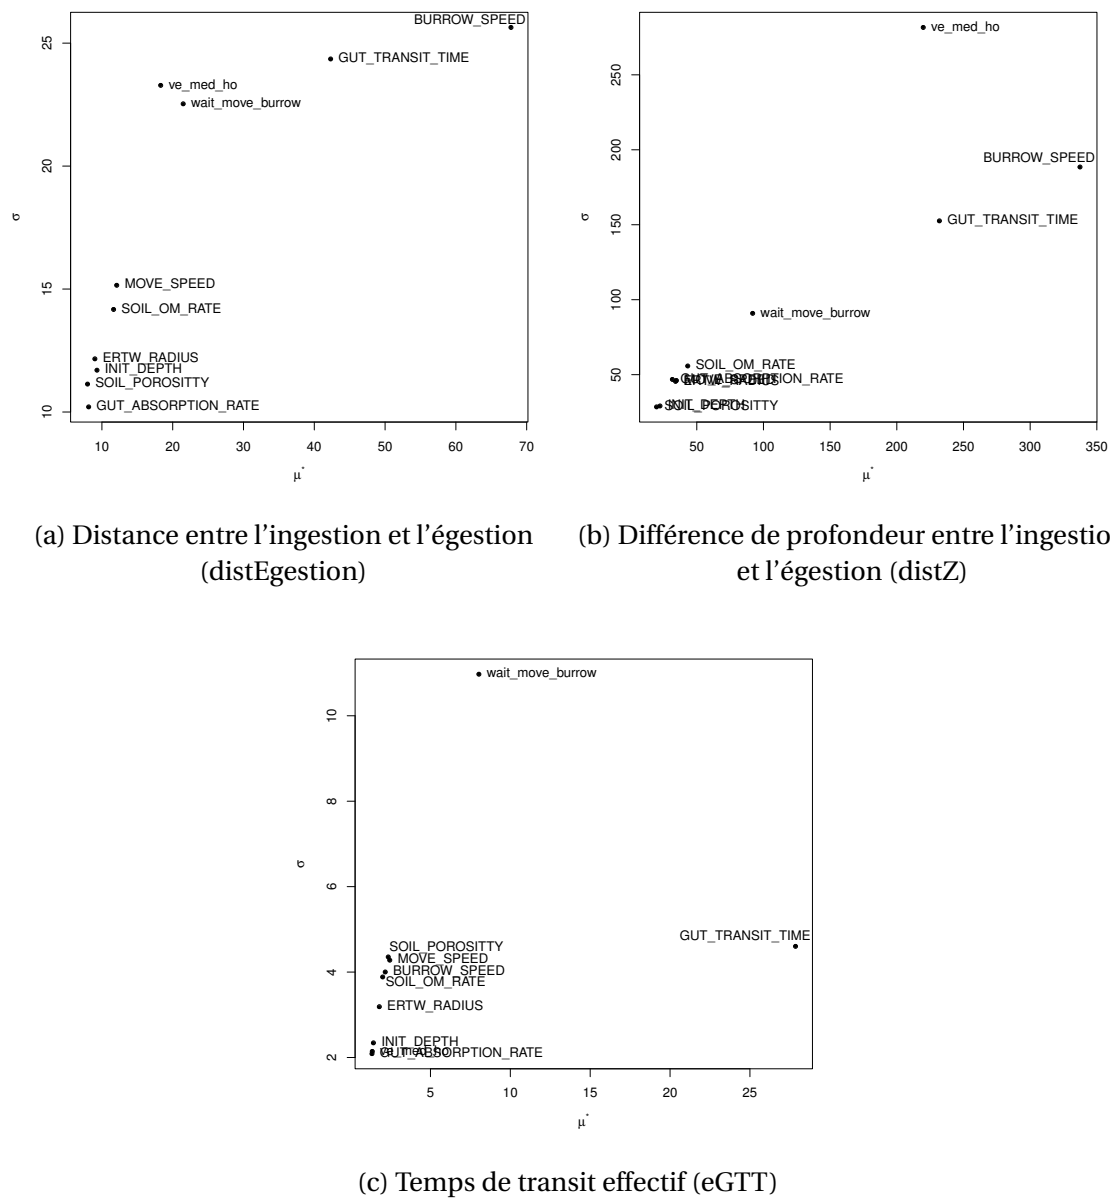 BURROW_SPEED
GUT_TRANSIT_TIME
ve_med_ho
wait_move_burrow
MOVE_SPEED
SOIL_OM_RATE
ERTW_RADIUS
INIT_DEPTH
SOIL_POROSITTY
GUT_ABSORPTION_RATE
25
20
15
10
σ
10 20 30 40 50 60 70
μ*
(a) Distance entre l'ingestion et l'égestion
(distEgestion)
ve_med_ho
BURROW_SPEED
GUT_TRANSIT_TIME
wait_move_burrow
SOIL_OM_RATE
GUT_ABSORPTION_RATE
INIT_DEPTH
SOIL_POROSITTY
250
200
150
100
50
σ
50 100 150 200 250 300 350
μ*
(b) Différence de profondeur entre l'ingestio
et l'égestion (distZ)
wait_move_burrow
GUT_TRANSIT_TIME
SOIL_POROSITTY
MOVE_SPEED
BURROW_SPEED
SOIL_OM_RATE
ERTW_RADIUS
INIT_DEPTH
ve_med_ho
GUT_ABSORPTION_RATE
10
8
6
4
2
σ
5 10 15 20 25
μ*
(c) Temps de transit effectif (eGTT)